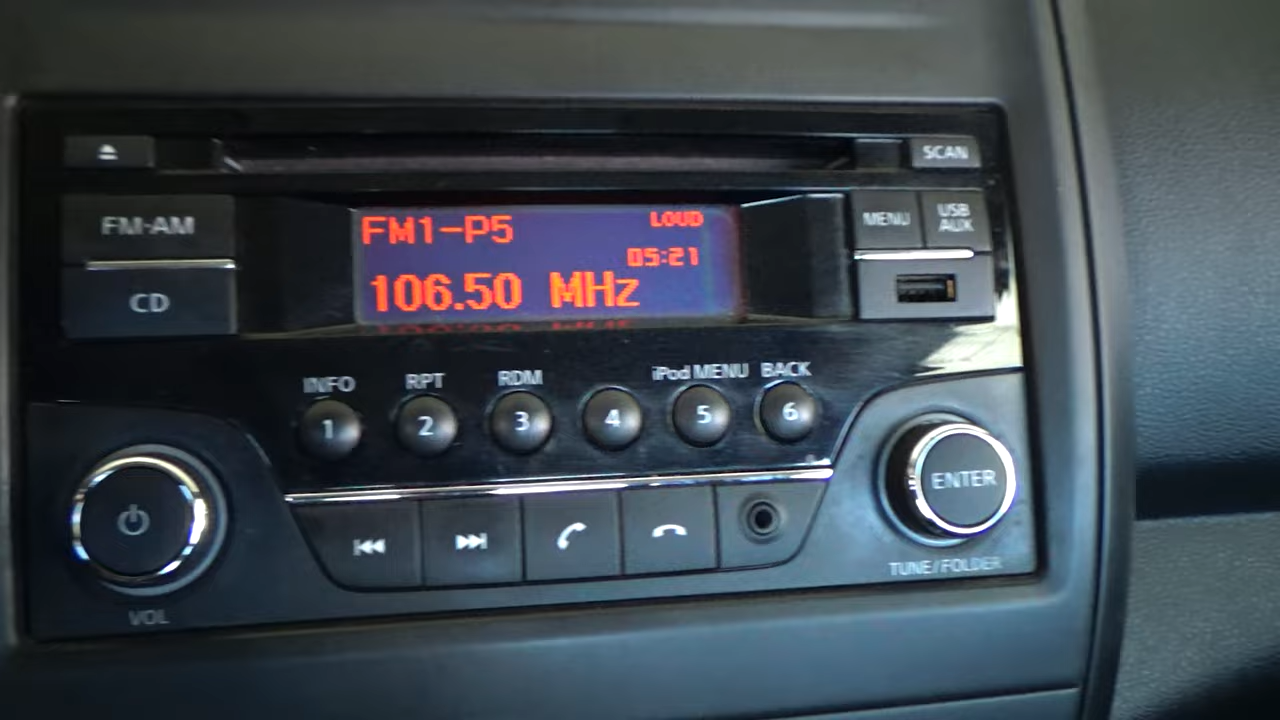 SCAN
FM·AM
FM1-P5
LOUD
MENU
USB
AUX
05:21
CD
106.50 MHz
INFO
RPT
RDM
iPod MENU
BACK
1
2
3
4
5
6
ENTER
VOL
TUNE/FOLDER